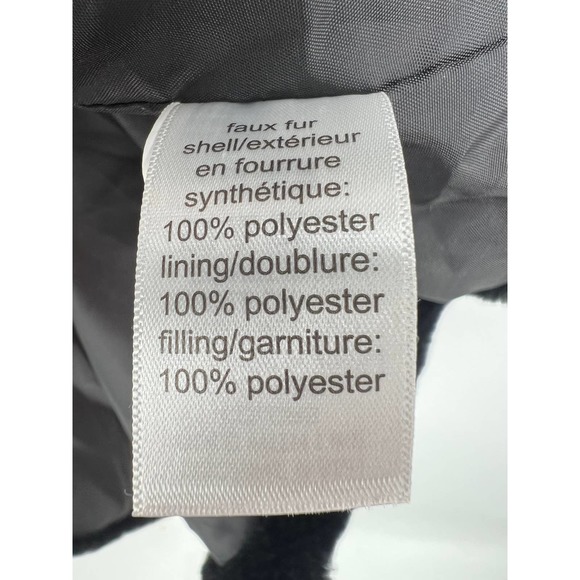 faux fur
shell/extérieur
en fourrure
synthétique:
100% polyester
lining/doublure:
100% polyester
filling/garniture:
100% polyester